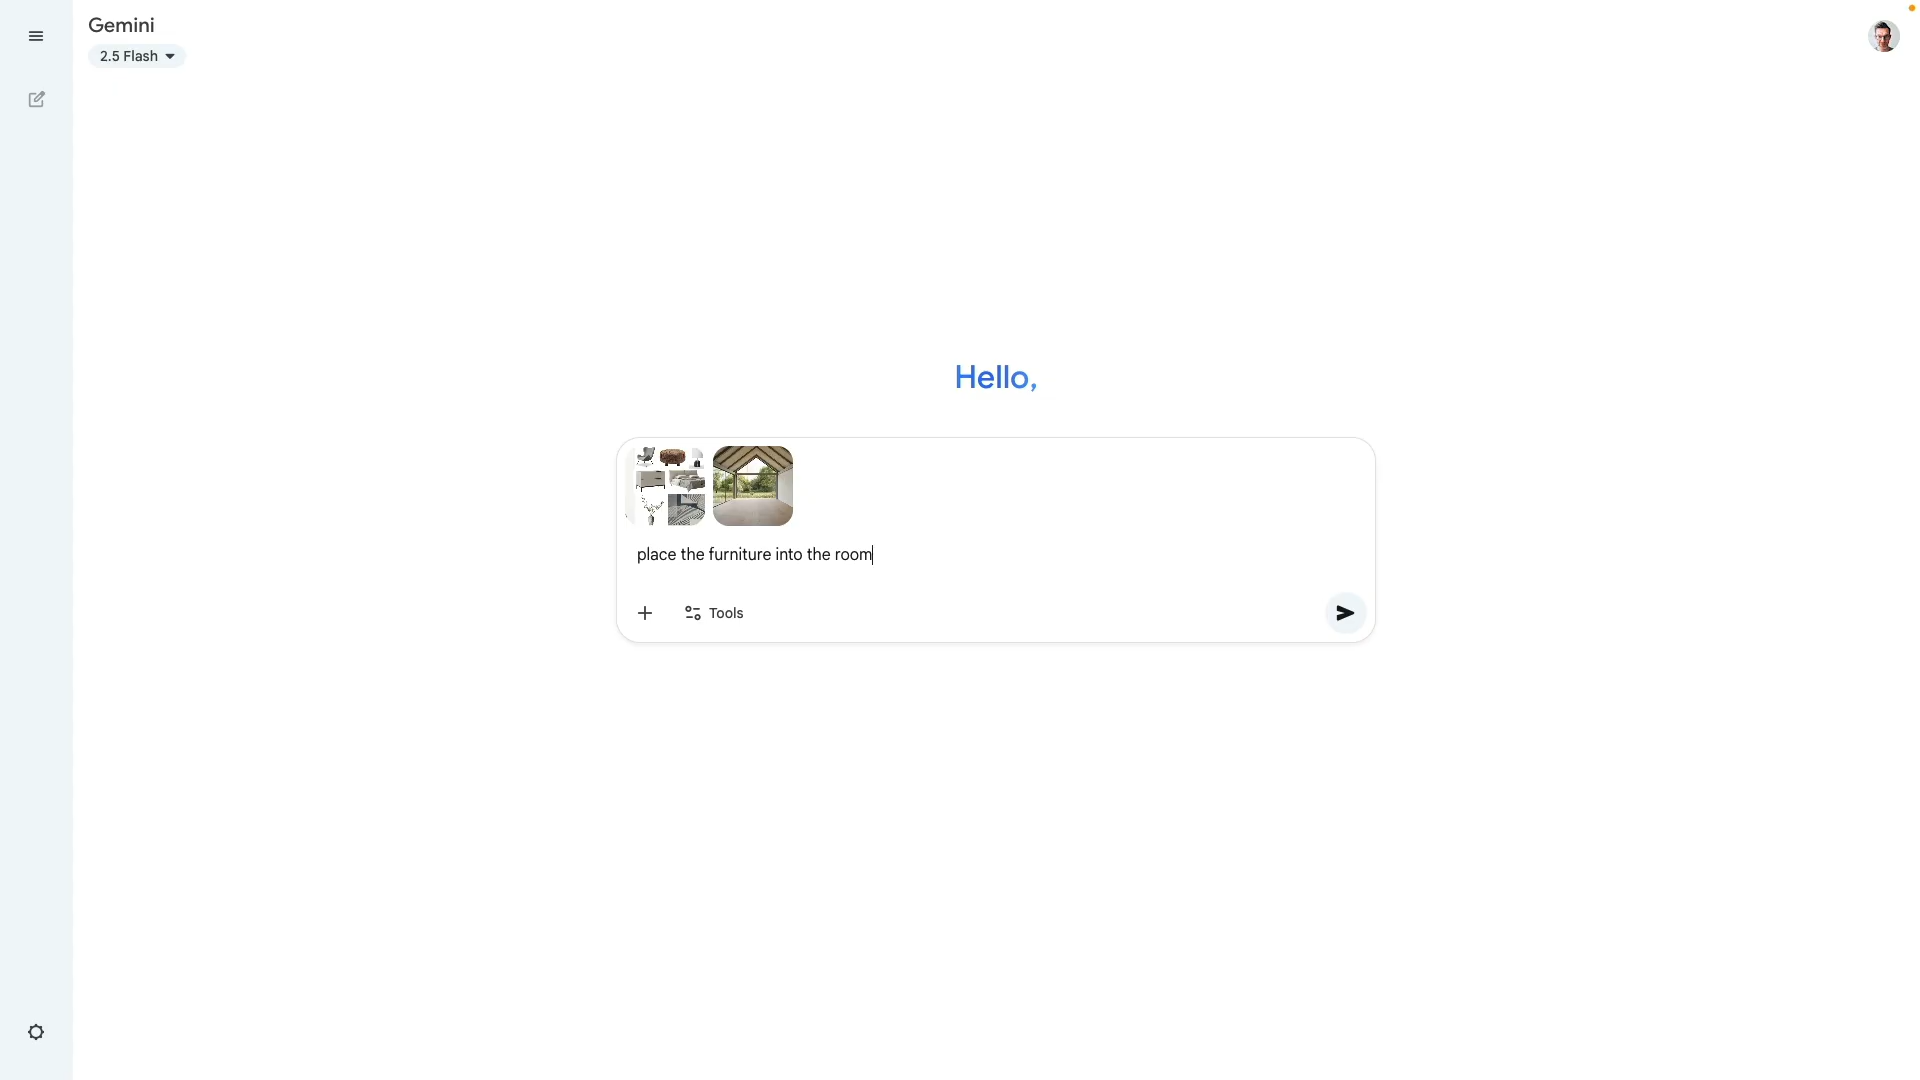 Gemini
2.5 Flash
Hello,
place the furniture into the room
Tools